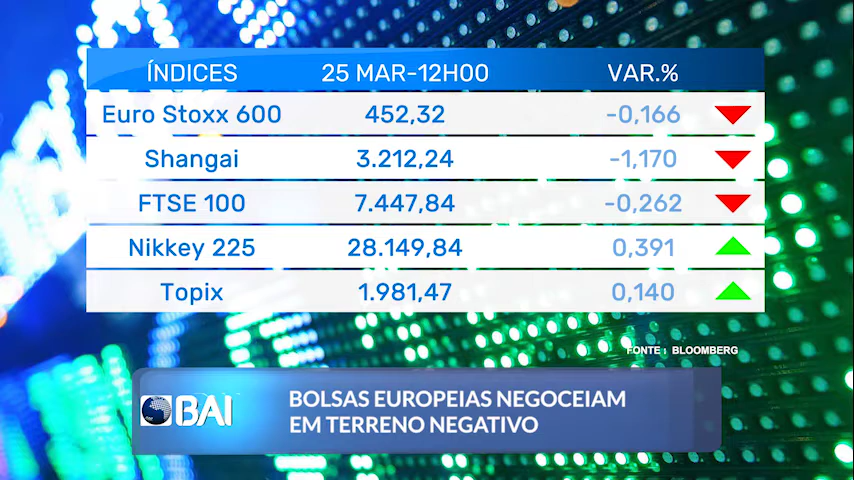 ÍNDICES 25 MAR-12H00 VAR.%
Euro Stoxx 600 452,32 -0,166
Shangai 3.212,24 -1,170
FTSE 100 7.447,84 -0,262
Nikkey 225 28.149,84 0,391
Topix 1.981,47 0,140
FONTE : BLOOMBERG
BAI
BOLSAS EUROPEIAS NEGOCEIAM
EM TERRENO NEGATIVO